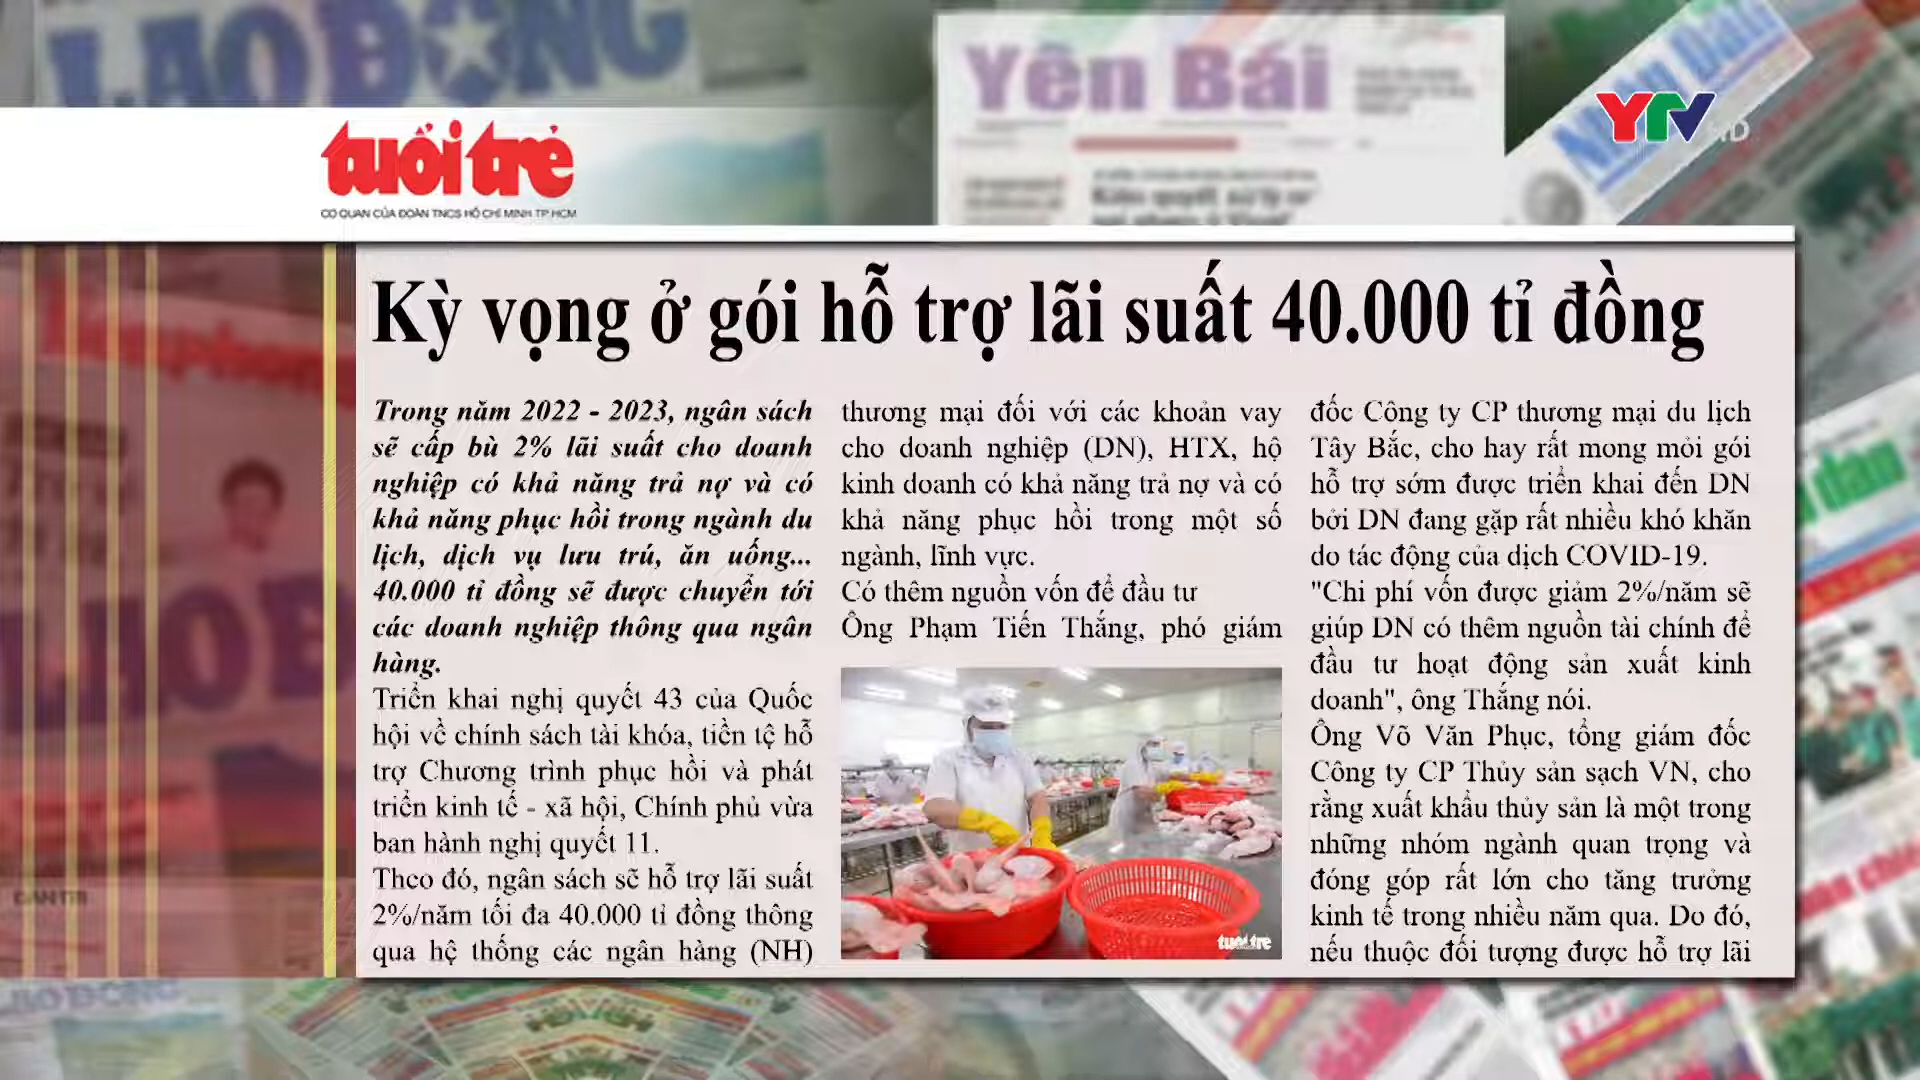 LAO ĐỘNG
Yên Bái
Nhân Dân
YTV HD
tuổi trẻ
CƠ QUAN CỦA ĐOÀN TNCS HỒ CHÍ MINH TP HCM
Kỳ vọng ở gói hỗ trợ lãi suất 40.000 tỉ đồng
Trong năm 2022 - 2023, ngân sách
sẽ cấp bù 2% lãi suất cho doanh
nghiệp có khả năng trả nợ và có
khả năng phục hồi trong ngành du
lịch, dịch vụ lưu trú, ăn uống...
40.000 tỉ đồng sẽ được chuyển tới
các doanh nghiệp thông qua ngân
hàng.
Triển khai nghị quyết 43 của Quốc
hội về chính sách tài khóa, tiền tệ hỗ
trợ Chương trình phục hồi và phát
triển kinh tế - xã hội, Chính phủ vừa
ban hành nghị quyết 11.
Theo đó, ngân sách sẽ hỗ trợ lãi suất
2%/năm tối đa 40.000 tỉ đồng thông
qua hệ thống các ngân hàng (NH)
thương mại đối với các khoản vay
cho doanh nghiệp (DN), HTX, hộ
kinh doanh có khả năng trả nợ và có
khả năng phục hồi trong một số
ngành, lĩnh vực.
Có thêm nguồn vốn để đầu tư
Ông Phạm Tiến Thắng, phó giám
tuổi trẻ
đốc Công ty CP thương mại du lịch
Tây Bắc, cho hay rất mong mỏi gói
hỗ trợ sớm được triển khai đến DN
bởi DN đang gặp rất nhiều khó khăn
do tác động của dịch COVID-19.
"Chi phí vốn được giảm 2%/năm sẽ
giúp DN có thêm nguồn tài chính để
đầu tư hoạt động sản xuất kinh
doanh", ông Thắng nói.
Ông Võ Văn Phục, tổng giám đốc
Công ty CP Thủy sản sạch VN, cho
rằng xuất khẩu thủy sản là một trong
những nhóm ngành quan trọng và
đóng góp rất lớn cho tăng trưởng
kinh tế trong nhiều năm qua. Do đó,
nếu thuộc đối tượng được hỗ trợ lãi
LAO ĐỘNG